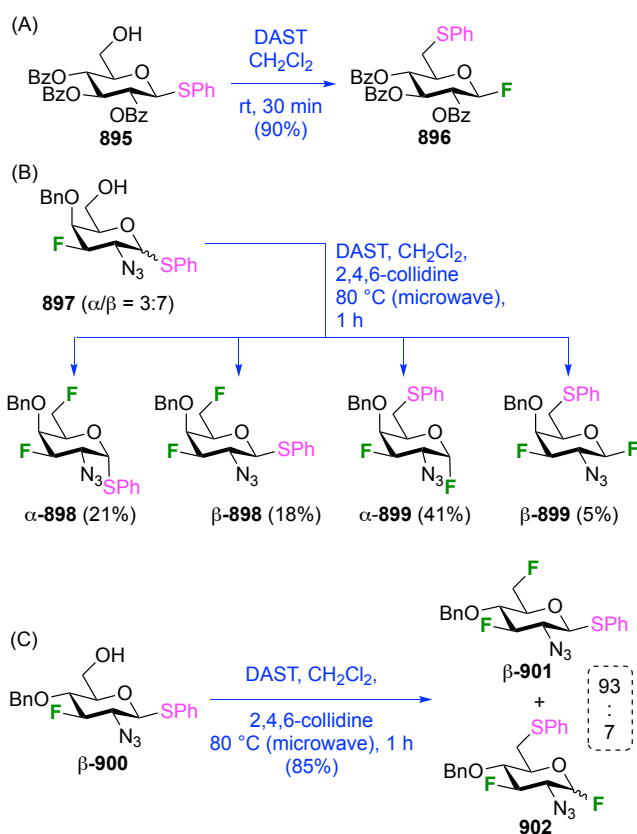 (A)
OH
O
BzO
BzO
SPh
OBz
895
DAST
CH₂Cl₂
rt, 30 min
(90%)
SPh
O
BzO
BzO
F
OBz
896
(B)
OH
BnO
O
F
N₃
SPh
897 (α/β = 3:7)
DAST, CH₂Cl₂,
2,4,6-collidine
80 °C (microwave),
1 h
F
BnO
O
F
N₃
SPh
α-898 (21%)
F
BnO
O
F
SPh
N₃
β-898 (18%)
SPh
BnO
O
F
N₃
F
α-899 (41%)
SPh
BnO
O
F
F
N₃
β-899 (5%)
(C)
OH
BnO
O
F
SPh
N₃
β-900
DAST, CH₂Cl₂,
2,4,6-collidine
80 °C (microwave), 1 h
(85%)
F
BnO
O
F
SPh
N₃
β-901
+
93
:
7
SPh
BnO
O
F
N₃
F
902